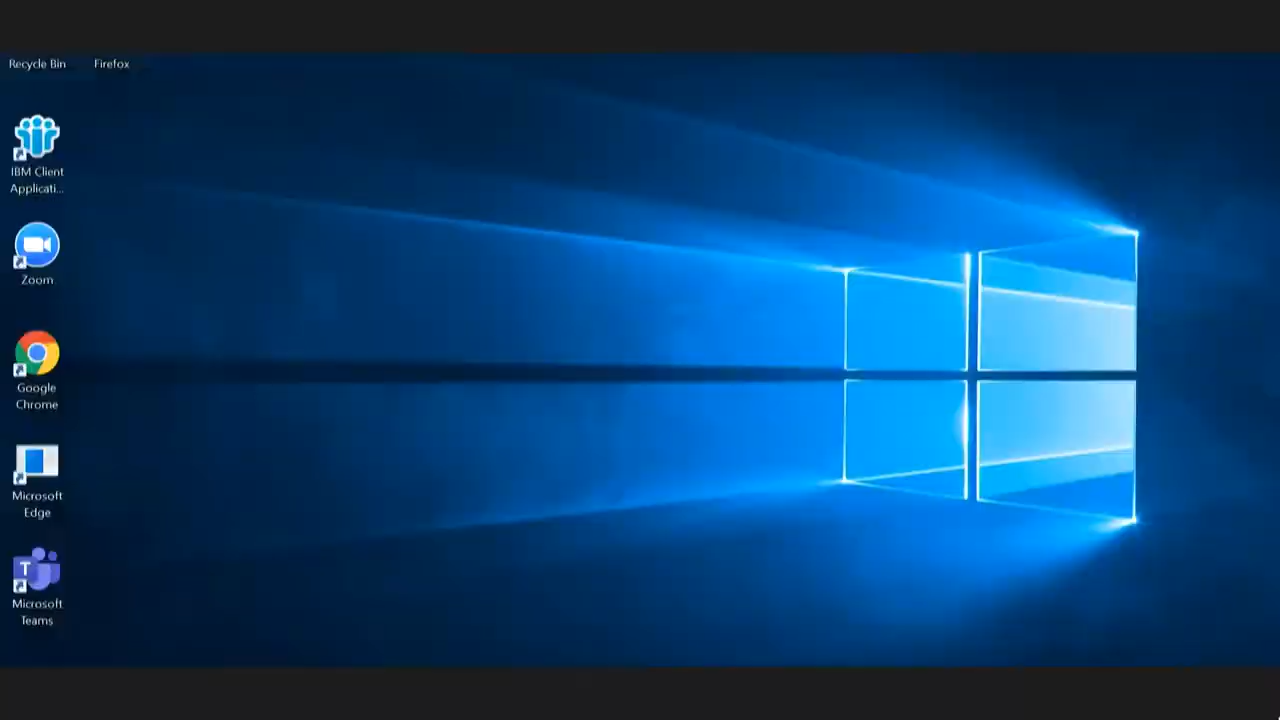 Recycle Bin
Firefox
IBM Client
Applicati...
Zoom
Google
Chrome
Microsoft
Edge
T
Microsoft
Teams